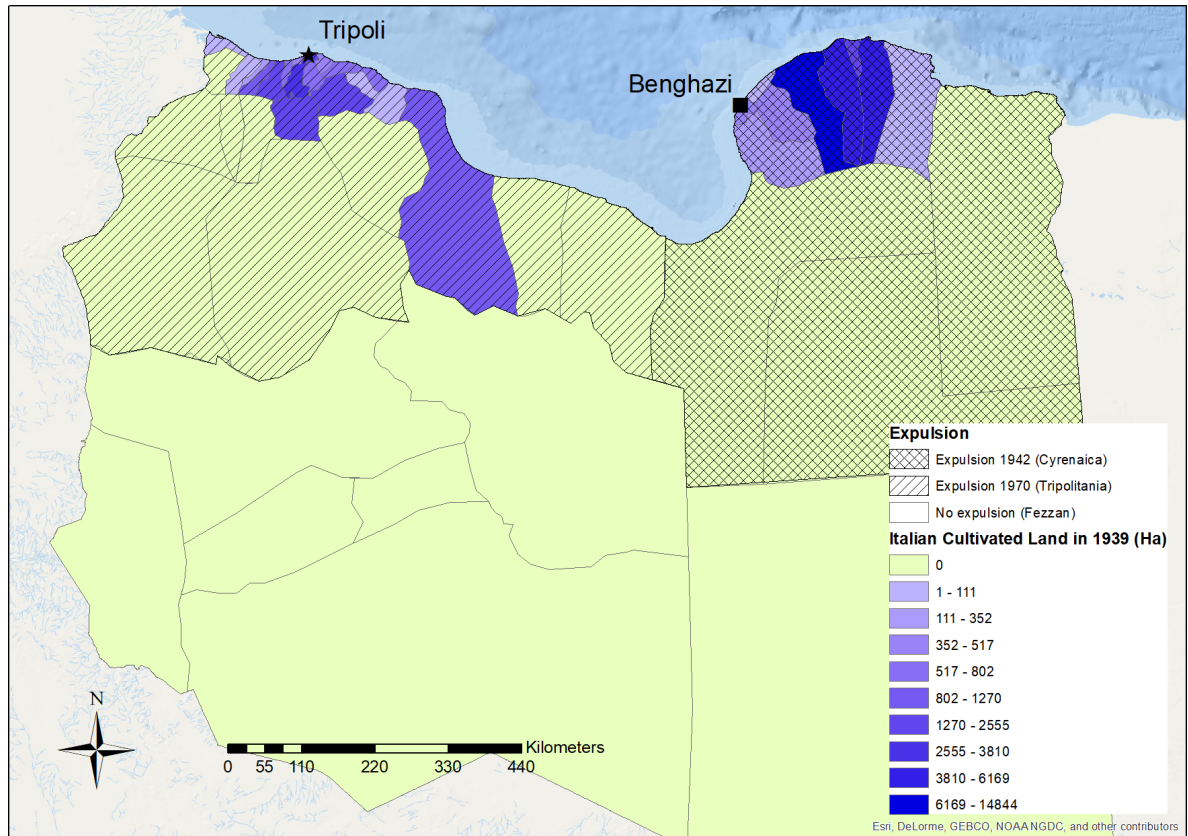 Tripoli
Benghazi
Expulsion
Expulsion 1942 (Cyrenaica)
Expulsion 1970 (Tripolitania)
No expulsion (Fezzan)
Italian Cultivated Land in 1939 (Ha)
0
1 - 111
111 - 352
352 - 517
517 - 802
802 - 1270
1270 - 2555
2555 - 3810
3810 - 6169
6169 - 14844
N
Kilometers
0 55 110 220 330 440
Esri, DeLorme, GEBCO, NOAA NGDC, and other contributors